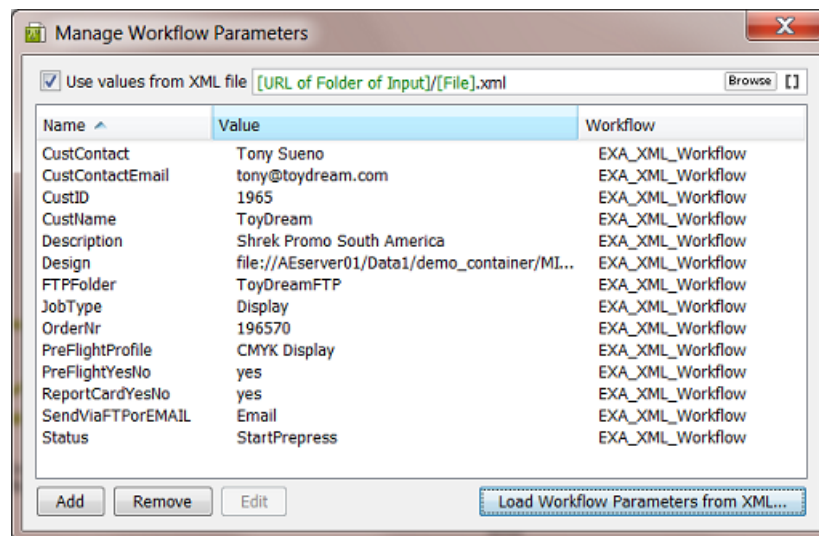 Manage Workflow Parameters
Use values from XML file [URL of Folder of Input]/[File].xml Browse []
Name Value Workflow
CustContact Tony Sueno EXA_XML_Workflow
CustContactEmail tony@toydream.com EXA_XML_Workflow
CustID 1965 EXA_XML_Workflow
CustName ToyDream EXA_XML_Workflow
Description Shrek Promo South America EXA_XML_Workflow
Design file://AEserver01/Data1/demo_container/MI... EXA_XML_Workflow
FTPFolder ToyDreamFTP EXA_XML_Workflow
JobType Display EXA_XML_Workflow
OrderNr 196570 EXA_XML_Workflow
PreFlightProfile CMYK Display EXA_XML_Workflow
PreFlightYesNo yes EXA_XML_Workflow
ReportCardYesNo yes EXA_XML_Workflow
SendViaFTPorEMAIL Email EXA_XML_Workflow
Status StartPrepress EXA_XML_Workflow
Add Remove Edit Load Workflow Parameters from XML...